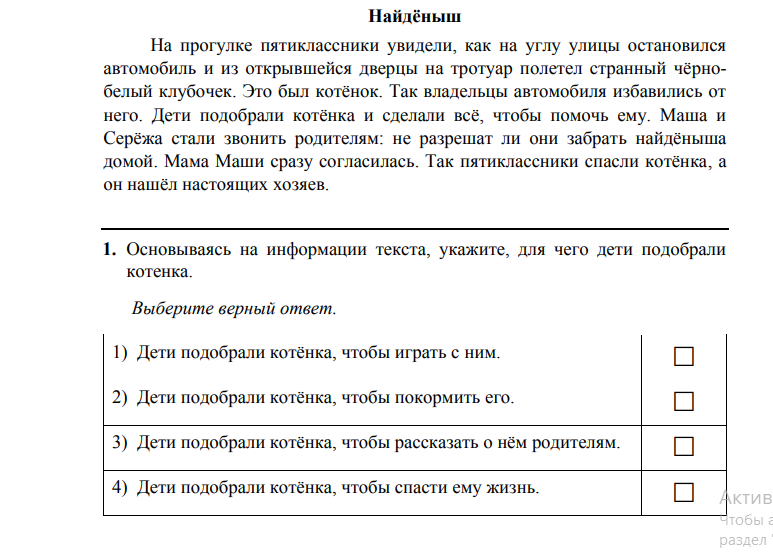 Найдёныш
На прогулке пятиклассники увидели, как на углу улицы остановился
автомобиль и из открывшейся дверцы на тротуар полетел странный чёрно-
белый клубочек. Это был котёнок. Так владельцы автомобиля избавились от
него. Дети подобрали котёнка и сделали всё, чтобы помочь ему. Маша и
Серёжа стали звонить родителям: не разрешат ли они забрать найдёныша
домой. Мама Маши сразу согласилась. Так пятиклассники спасли котёнка, а
он нашёл настоящих хозяев.
1. Основываясь на информации текста, укажите, для чего дети подобрали
котенка.
Выберите верный ответ.
1) Дети подобрали котёнка, чтобы играть с ним.
2) Дети подобрали котёнка, чтобы покормить его.
3) Дети подобрали котёнка, чтобы рассказать о нём родителям.
4) Дети подобрали котёнка, чтобы спасти ему жизнь.
Актив
Чтобы а
раздел "